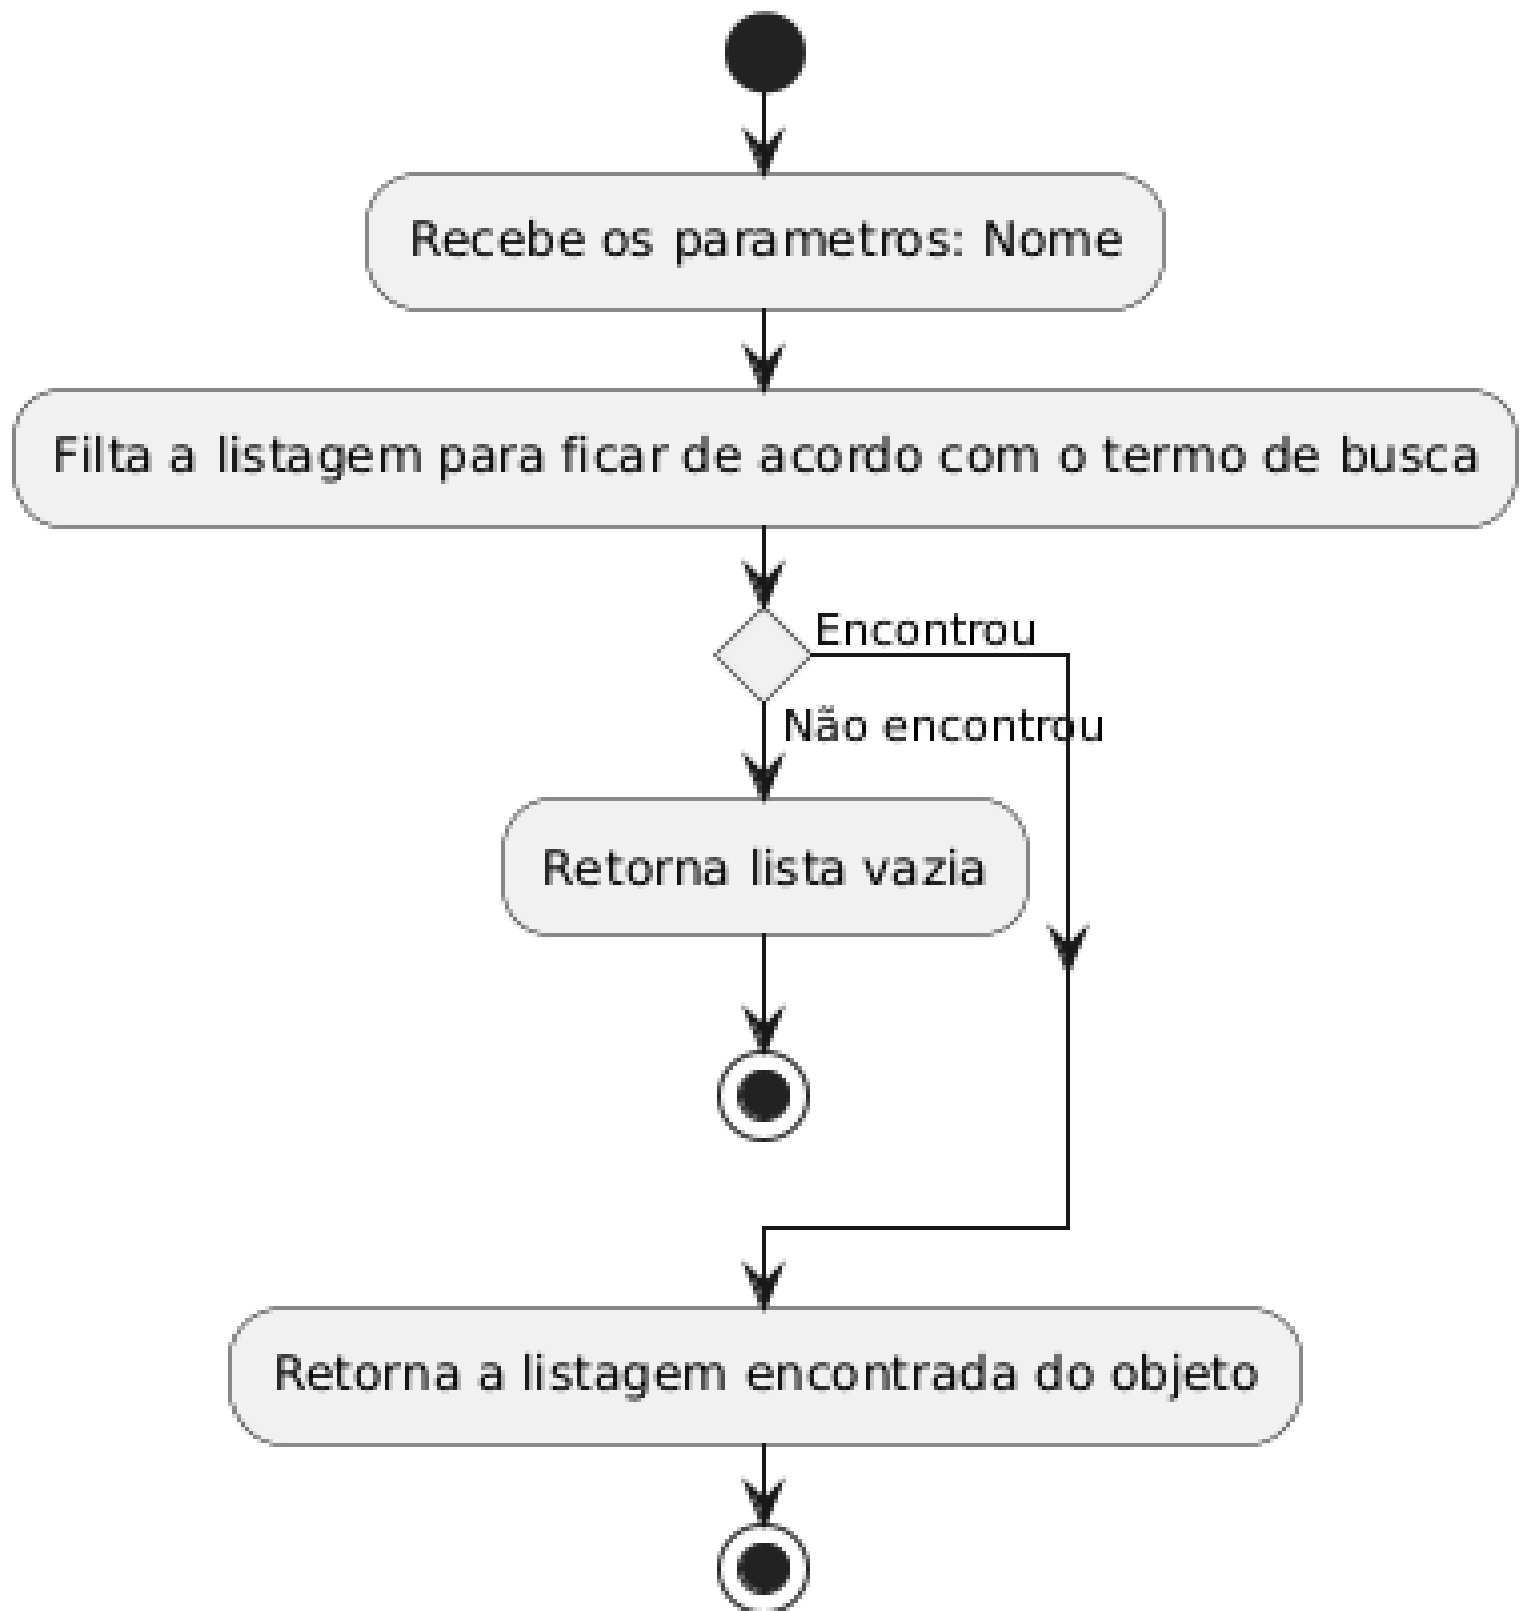 Recebe os parametros: Nome
Filta a listagem para ficar de acordo com o termo de busca
Encontrou
Não encontrou
Retorna lista vazia
Retorna a listagem encontrada do objeto